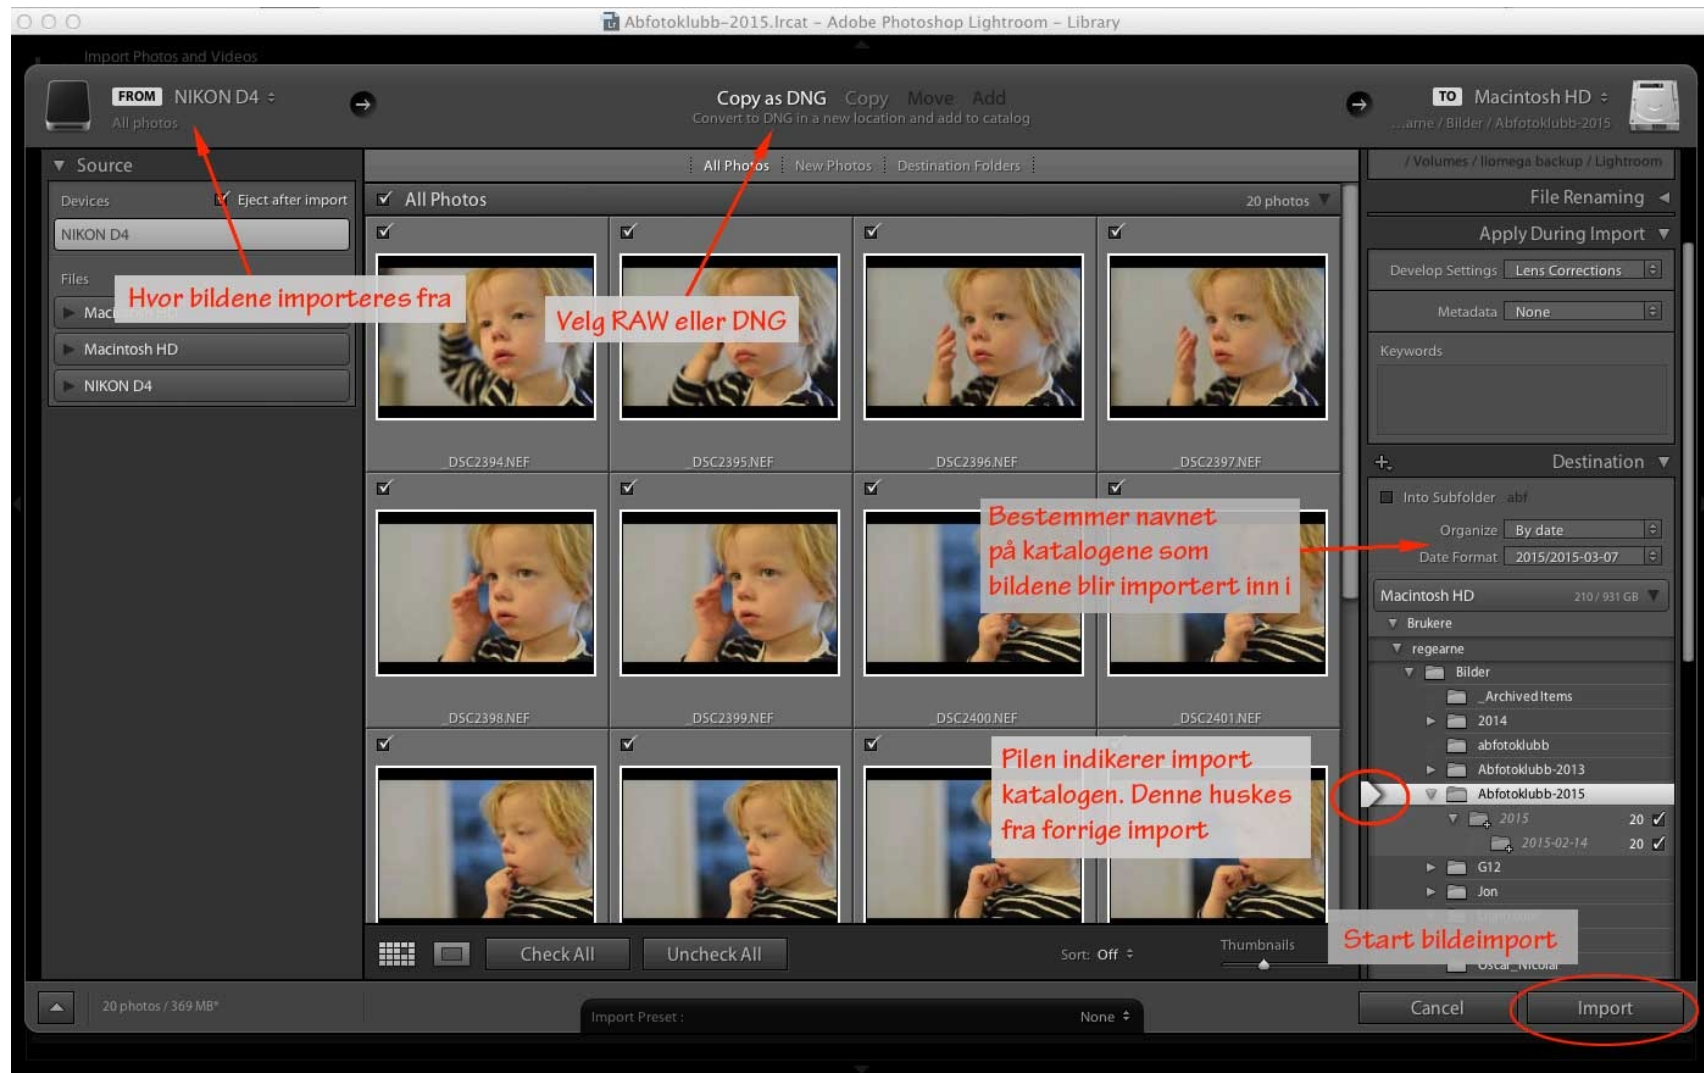 Abfotoklubb-2015.lrcat – Adobe Photoshop Lightroom – Library
Import Photos and Videos
FROM NIKON D4
All photos
Copy as DNG Copy Move Add
Convert to DNG in a new location and add to catalog
TO Macintosh HD
...arne / Bilder / Abfotoklubb-2015
Source
Devices Eject after import
NIKON D4
Files
Macintosh HD
NIKON D4
Hvor bildene importeres fra
All Photos New Photos Destination Folders
All Photos 20 photos
Velg RAW eller DNG
_DSC2394.NEF _DSC2395.NEF _DSC2396.NEF _DSC2397.NEF
Bestemmer navnet
på katalogene som
bildene blir importert inn i
_DSC2398.NEF _DSC2399.NEF _DSC2400.NEF _DSC2401.NEF
Pilen indikerer import
katalogen. Denne huskes
fra forrige import
Check All Uncheck All Sort: Off Thumbnails
/ Volumes / liomega backup / Lightroom
File Renaming
Apply During Import
Develop Settings Lens Corrections
Metadata None
Keywords
Destination
Into Subfolder abf
Organize By date
Date Format 2015/2015-03-07
Macintosh HD 210 / 931 GB
Brukere
regearne
Bilder
_Archived Items
2014
abfotoklubb
Abfotoklubb-2013
Abfotoklubb-2015
2015 20
2015-02-14 20
G12
Jon
Start bildeimport
Oscar_Nicolai
20 photos / 369 MB*
Import Preset : None
Cancel Import